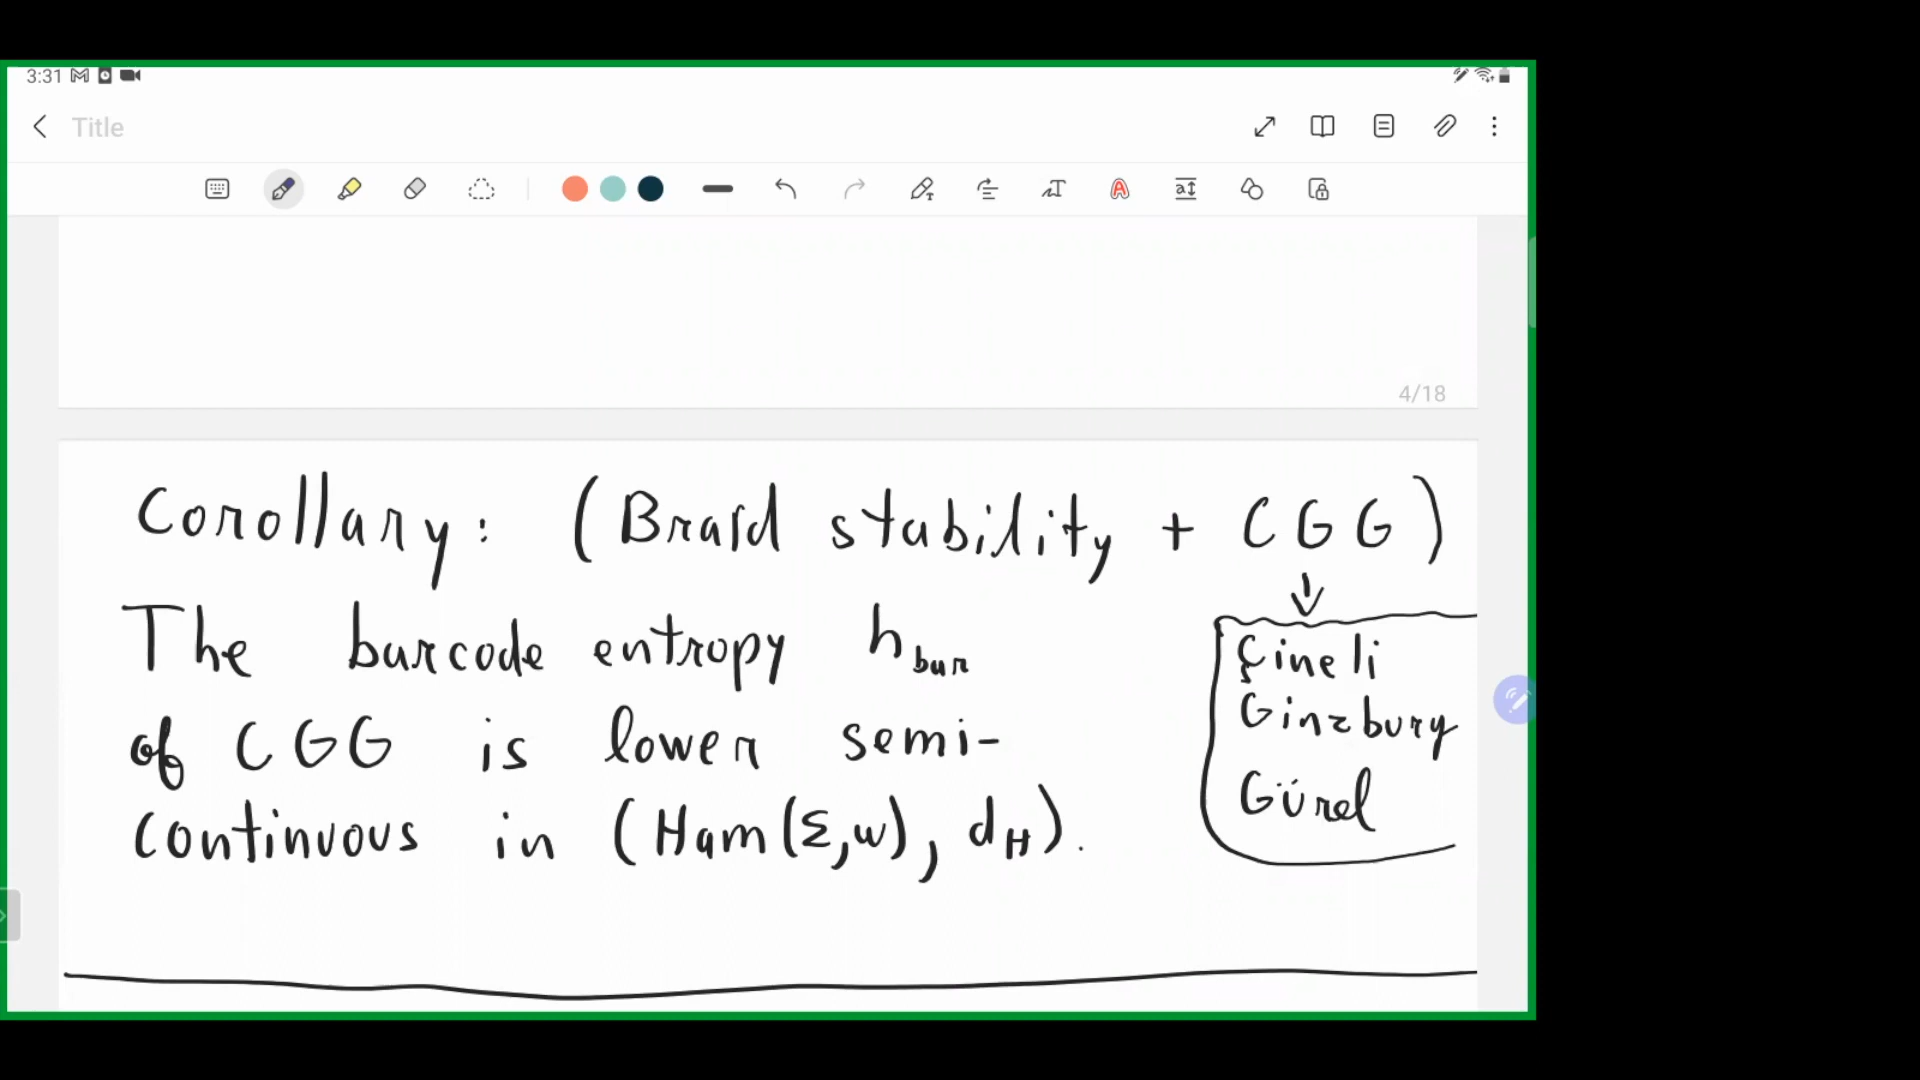 3:31
Title
4/18
Corollary: (Braid stability + CGG)
The barcode entropy h_bar
of CGG is lower semi-
continuous in (Ham(Σ,ω), d_H).
Çineli
Ginzburg
Gürel